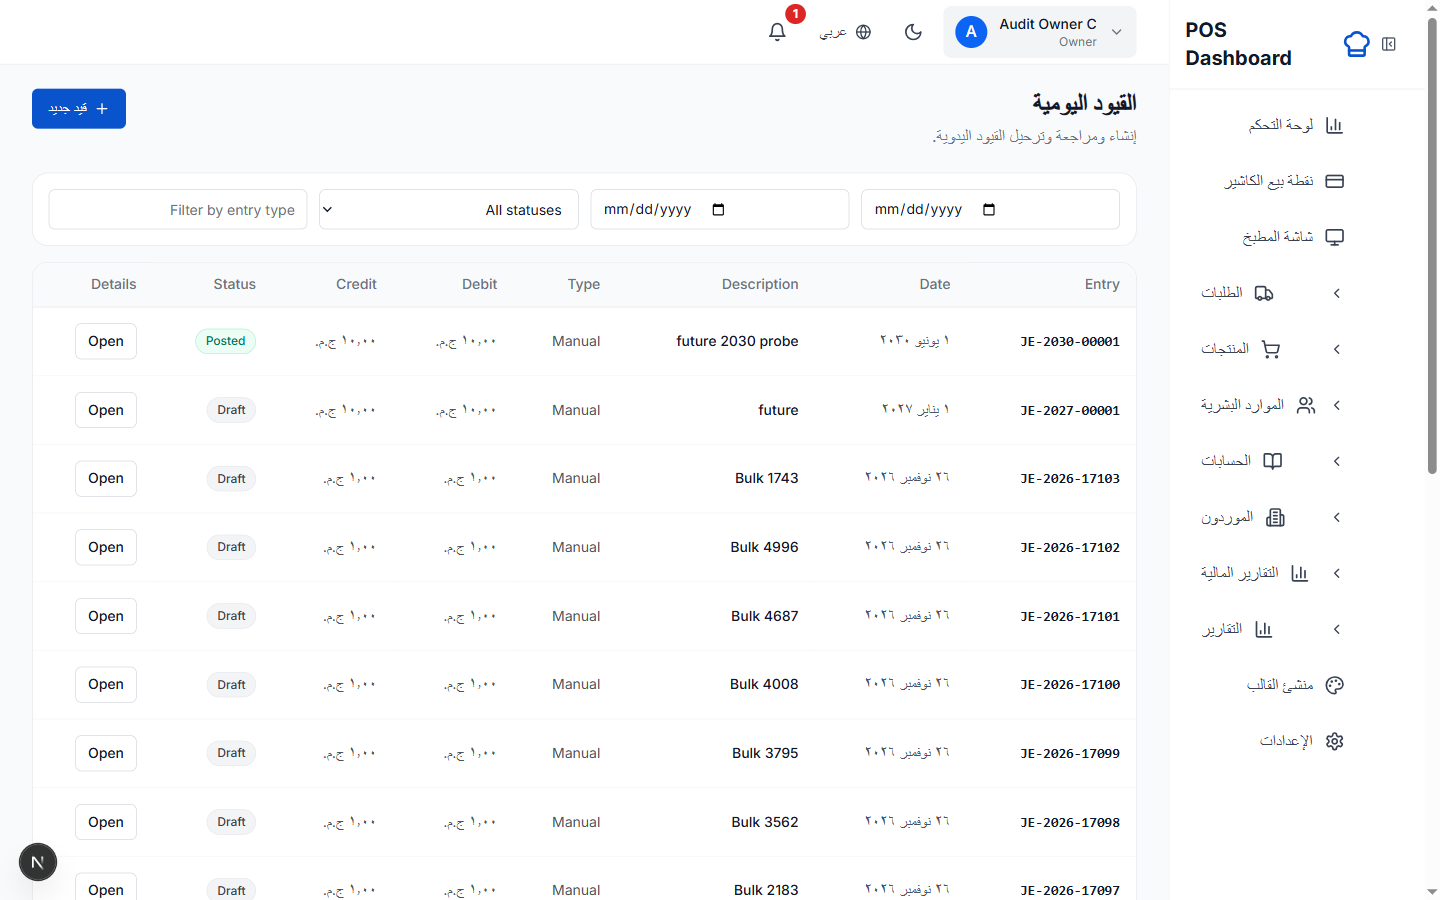 POS
Dashboard
لوحة التحكم
نقطة بيع الكاشير
شاشة المطبخ
الطلبات
المنتجات
الموارد البشرية
الحسابات
الموردون
التقارير المالية
التقارير
منشئ القالب
الإعدادات
A
Audit Owner C
Owner
عربي
1
القيود اليومية
إنشاء ومراجعة وترحيل القيود اليدوية.
قيد جديد
mm/dd/yyyy mm/dd/yyyy All statuses Filter by entry type
Entry Date Description Type Debit Credit Status Details
JE-2030-00001 ١ يونيو ٢٠٣٠ future 2030 probe Manual ١٠٫٠٠ ج.م. ١٠٫٠٠ ج.م. Posted Open
JE-2027-00001 ١ يناير ٢٠٢٧ future Manual ١٠٫٠٠ ج.م. ١٠٫٠٠ ج.م. Draft Open
JE-2026-17103 ٢٦ نوفمبر ٢٠٢٦ Bulk 1743 Manual ١٫٠٠ ج.م. ١٫٠٠ ج.م. Draft Open
JE-2026-17102 ٢٦ نوفمبر ٢٠٢٦ Bulk 4996 Manual ١٫٠٠ ج.م. ١٫٠٠ ج.م. Draft Open
JE-2026-17101 ٢٦ نوفمبر ٢٠٢٦ Bulk 4687 Manual ١٫٠٠ ج.م. ١٫٠٠ ج.م. Draft Open
JE-2026-17100 ٢٦ نوفمبر ٢٠٢٦ Bulk 4008 Manual ١٫٠٠ ج.م. ١٫٠٠ ج.م. Draft Open
JE-2026-17099 ٢٦ نوفمبر ٢٠٢٦ Bulk 3795 Manual ١٫٠٠ ج.م. ١٫٠٠ ج.م. Draft Open
JE-2026-17098 ٢٦ نوفمبر ٢٠٢٦ Bulk 3562 Manual ١٫٠٠ ج.م. ١٫٠٠ ج.م. Draft Open
JE-2026-17097 ٢٦ نوفمبر ٢٠٢٦ Bulk 2183 Manual ١٫٠٠ ج.م. ١٫٠٠ ج.م. Draft Open
N